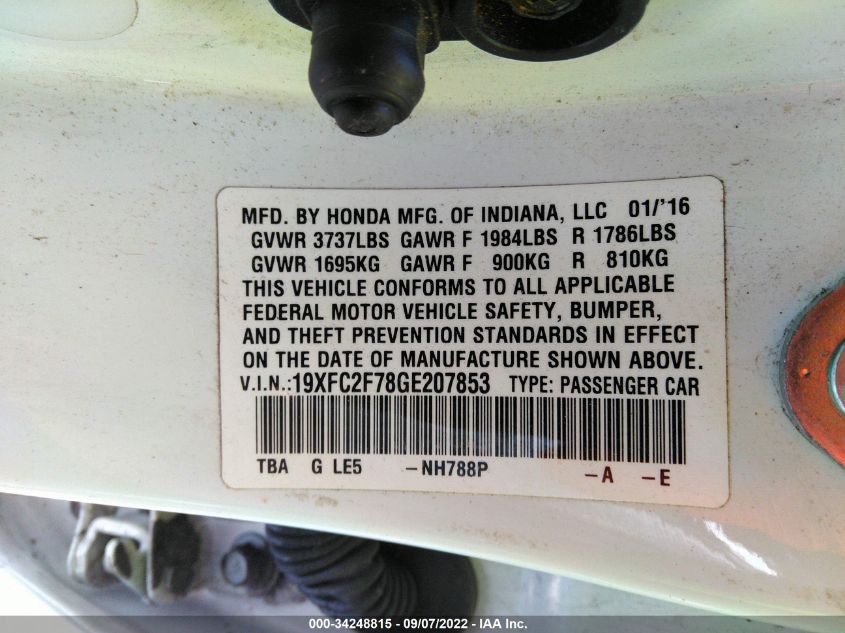 MFD. BY HONDA MFG. OF INDIANA, LLC 01/'16
GVWR 3737LBS GAWR F 1984LBS R 1786LBS
GVWR 1695KG GAWR F 900KG R 810KG
THIS VEHICLE CONFORMS TO ALL APPLICABLE
FEDERAL MOTOR VEHICLE SAFETY, BUMPER,
AND THEFT PREVENTION STANDARDS IN EFFECT
ON THE DATE OF MANUFACTURE SHOWN ABOVE.
V.I.N.:19XFC2F78GE207853 TYPE: PASSENGER CAR
TBA G LE5 -NH788P -A -E
000-34248815 - 09/07/2022 - IAA Inc.